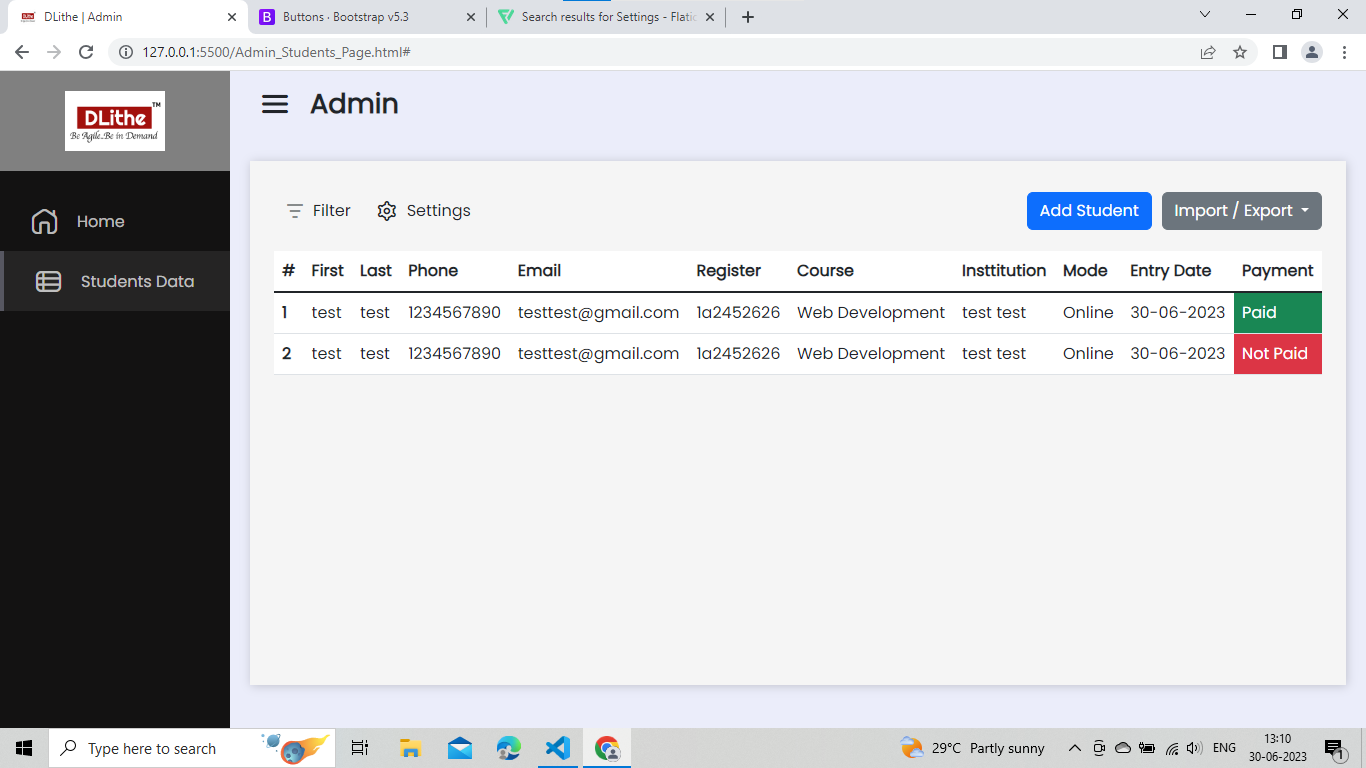 DLithe | Admin
Buttons · Bootstrap v5.3
Search results for Settings - Flatic
127.0.0.1:5500/Admin_Students_Page.html#
DLithe™
Be Agile..Be in Demand
Admin
Home
Students Data
Filter
Settings
Add Student
Import / Export
# First Last Phone Email Register Course Insttitution Mode Entry Date Payment
1 test test 1234567890 testtest@gmail.com 1a2452626 Web Development test test Online 30-06-2023 Paid
2 test test 1234567890 testtest@gmail.com 1a2452626 Web Development test test Online 30-06-2023 Not Paid
Type here to search
29°C Partly sunny
ENG
13:10
30-06-2023
1